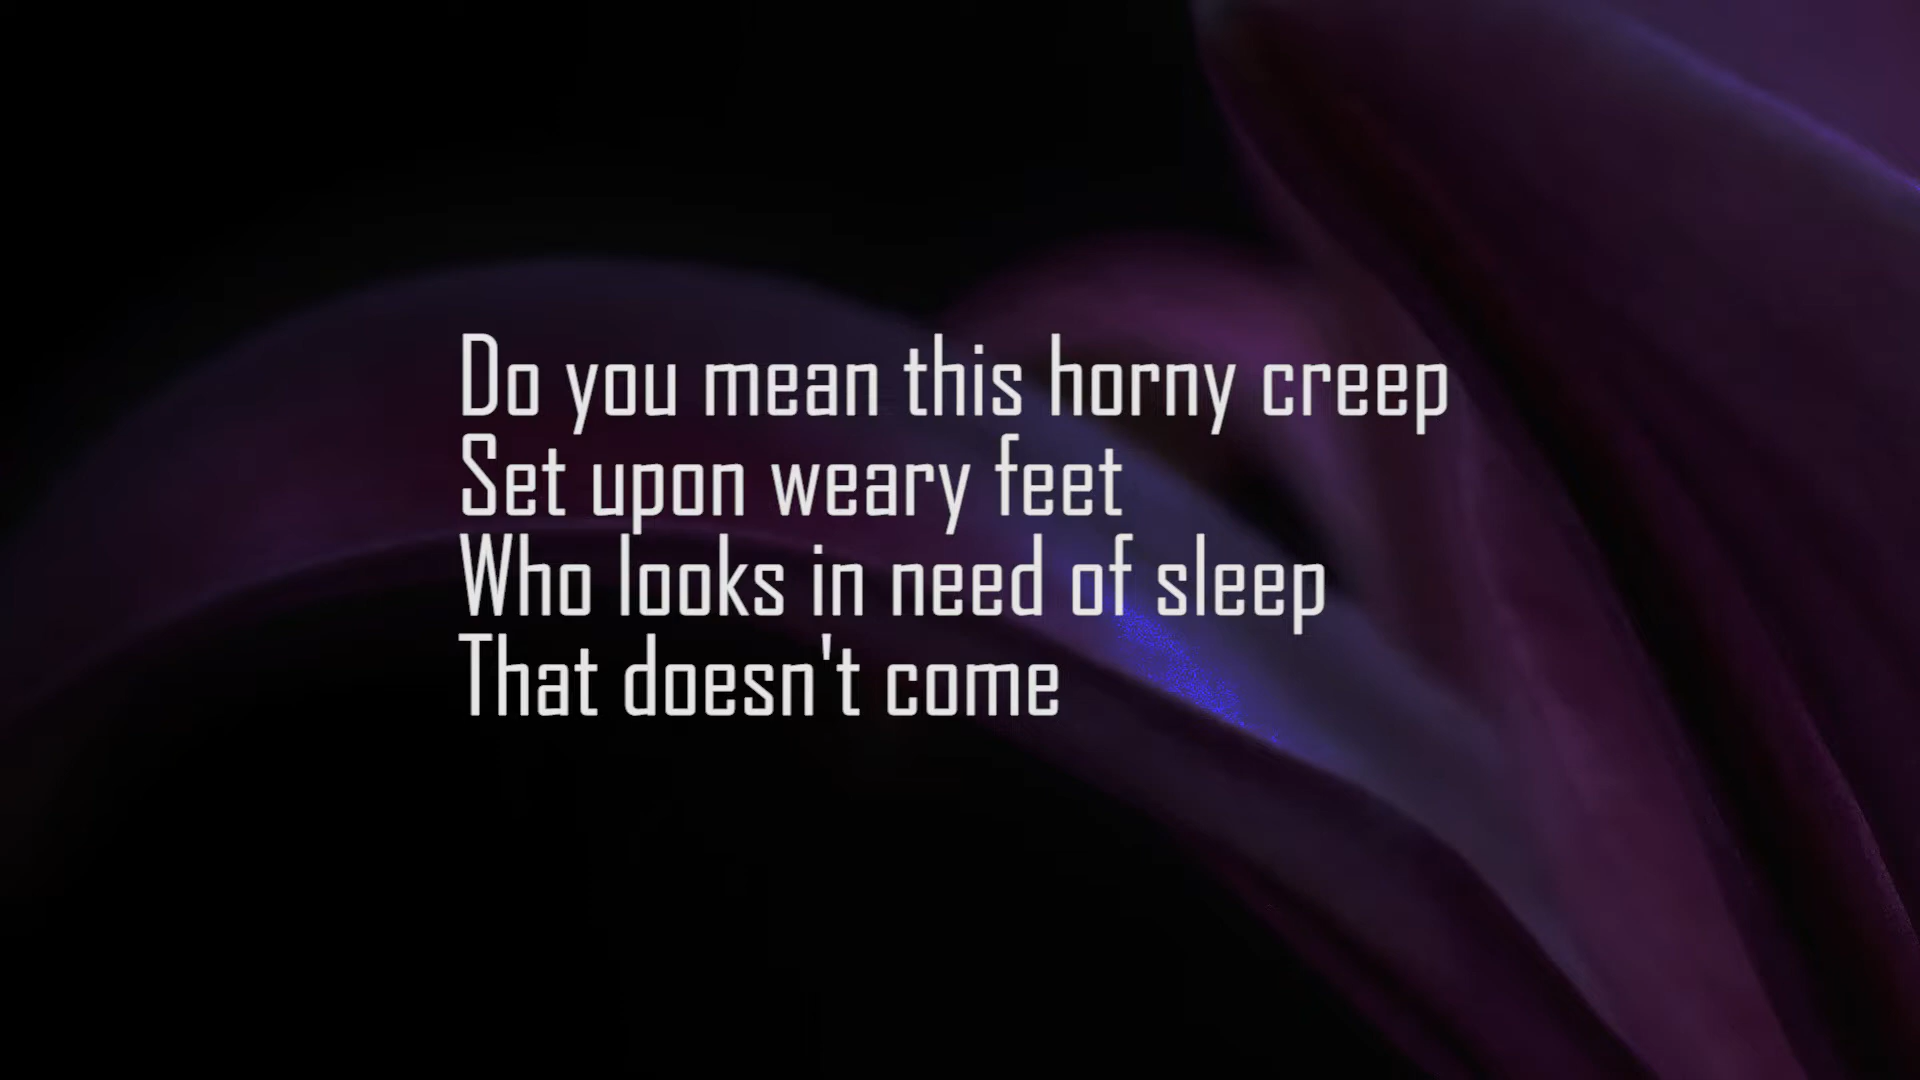 Do you mean this horny creep
Set upon weary feet
Who looks in need of sleep
That doesn't come